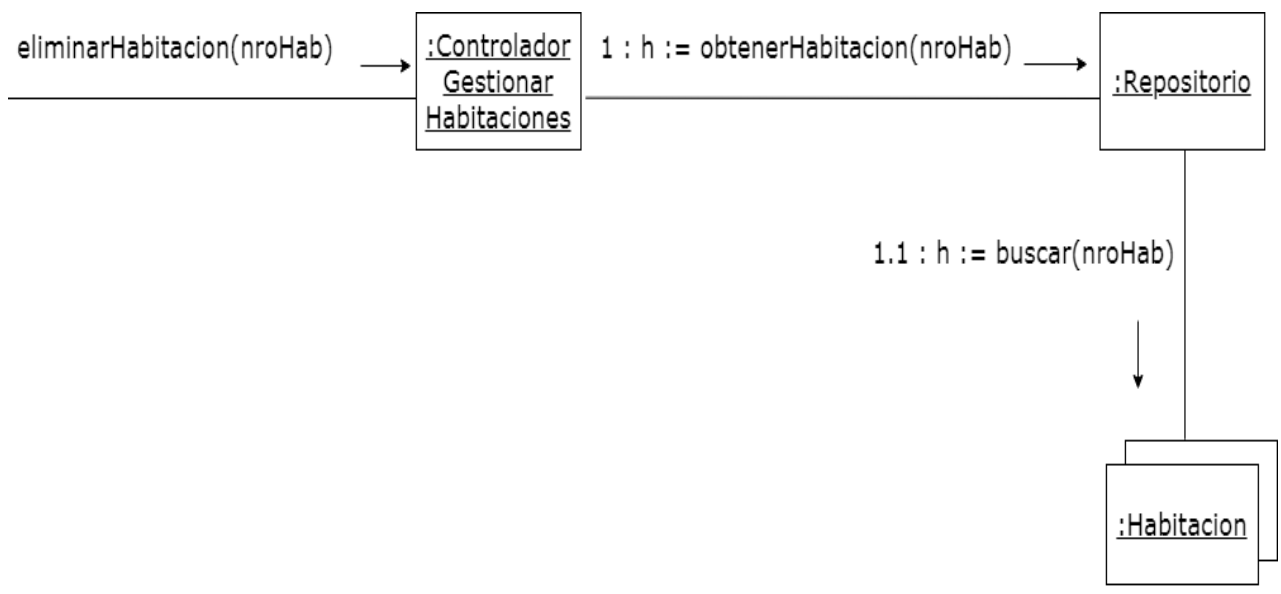 eliminarHabitacion(nroHab)
:Controlador
Gestionar
Habitaciones
1 : h := obtenerHabitacion(nroHab)
:Repositorio
1.1 : h := buscar(nroHab)
:Habitacion